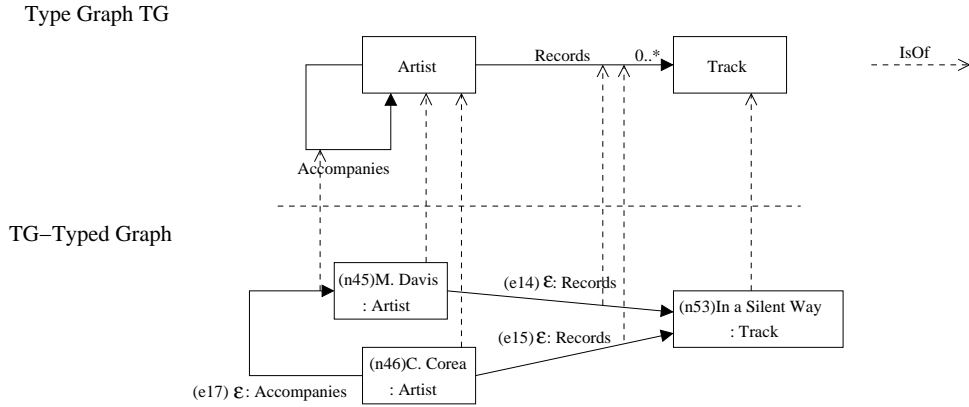 Type Graph TG
Records
0..*
IsOf
Artist
Track
Accompanies
TG–Typed Graph
(n45)M. Davis
: Artist
(e14) ε: Records
(n53)In a Silent Way
: Track
(e15) ε: Records
(n46)C. Corea
: Artist
(e17) ε: Accompanies